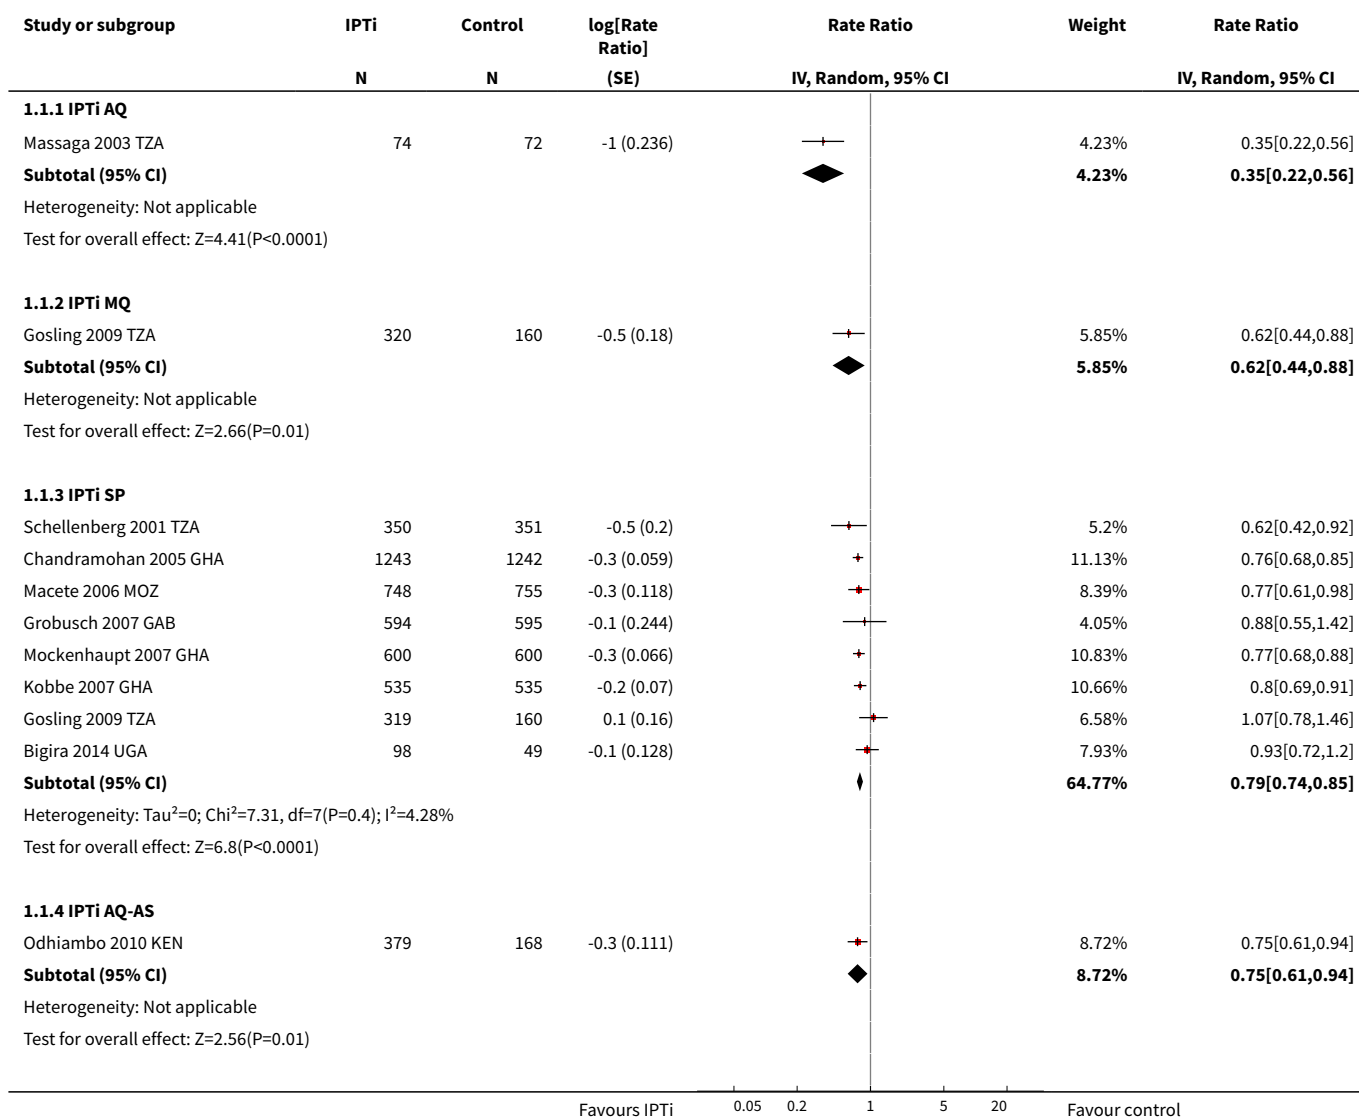 Study or subgroup IPTi Control log[Rate Ratio] Rate Ratio Weight Rate Ratio
N N (SE) IV, Random, 95% CI IV, Random, 95% CI
1.1.1 IPTi AQ
Massaga 2003 TZA 74 72 -1 (0.236) 4.23% 0.35[0.22,0.56]
Subtotal (95% CI) 4.23% 0.35[0.22,0.56]
Heterogeneity: Not applicable
Test for overall effect: Z=4.41(P<0.0001)
1.1.2 IPTi MQ
Gosling 2009 TZA 320 160 -0.5 (0.18) 5.85% 0.62[0.44,0.88]
Subtotal (95% CI) 5.85% 0.62[0.44,0.88]
Heterogeneity: Not applicable
Test for overall effect: Z=2.66(P=0.01)
1.1.3 IPTi SP
Schellenberg 2001 TZA 350 351 -0.5 (0.2) 5.2% 0.62[0.42,0.92]
Chandramohan 2005 GHA 1243 1242 -0.3 (0.059) 11.13% 0.76[0.68,0.85]
Macete 2006 MOZ 748 755 -0.3 (0.118) 8.39% 0.77[0.61,0.98]
Grobusch 2007 GAB 594 595 -0.1 (0.244) 4.05% 0.88[0.55,1.42]
Mockenhaupt 2007 GHA 600 600 -0.3 (0.066) 10.83% 0.77[0.68,0.88]
Kobbe 2007 GHA 535 535 -0.2 (0.07) 10.66% 0.8[0.69,0.91]
Gosling 2009 TZA 319 160 0.1 (0.16) 6.58% 1.07[0.78,1.46]
Bigira 2014 UGA 98 49 -0.1 (0.128) 7.93% 0.93[0.72,1.2]
Subtotal (95% CI) 64.77% 0.79[0.74,0.85]
Heterogeneity: Tau²=0; Chi²=7.31, df=7(P=0.4); I²=4.28%
Test for overall effect: Z=6.8(P<0.0001)
1.1.4 IPTi AQ-AS
Odhiambo 2010 KEN 379 168 -0.3 (0.111) 8.72% 0.75[0.61,0.94]
Subtotal (95% CI) 8.72% 0.75[0.61,0.94]
Heterogeneity: Not applicable
Test for overall effect: Z=2.56(P=0.01)
Favours IPTi 0.05 0.2 1 5 20 Favour control